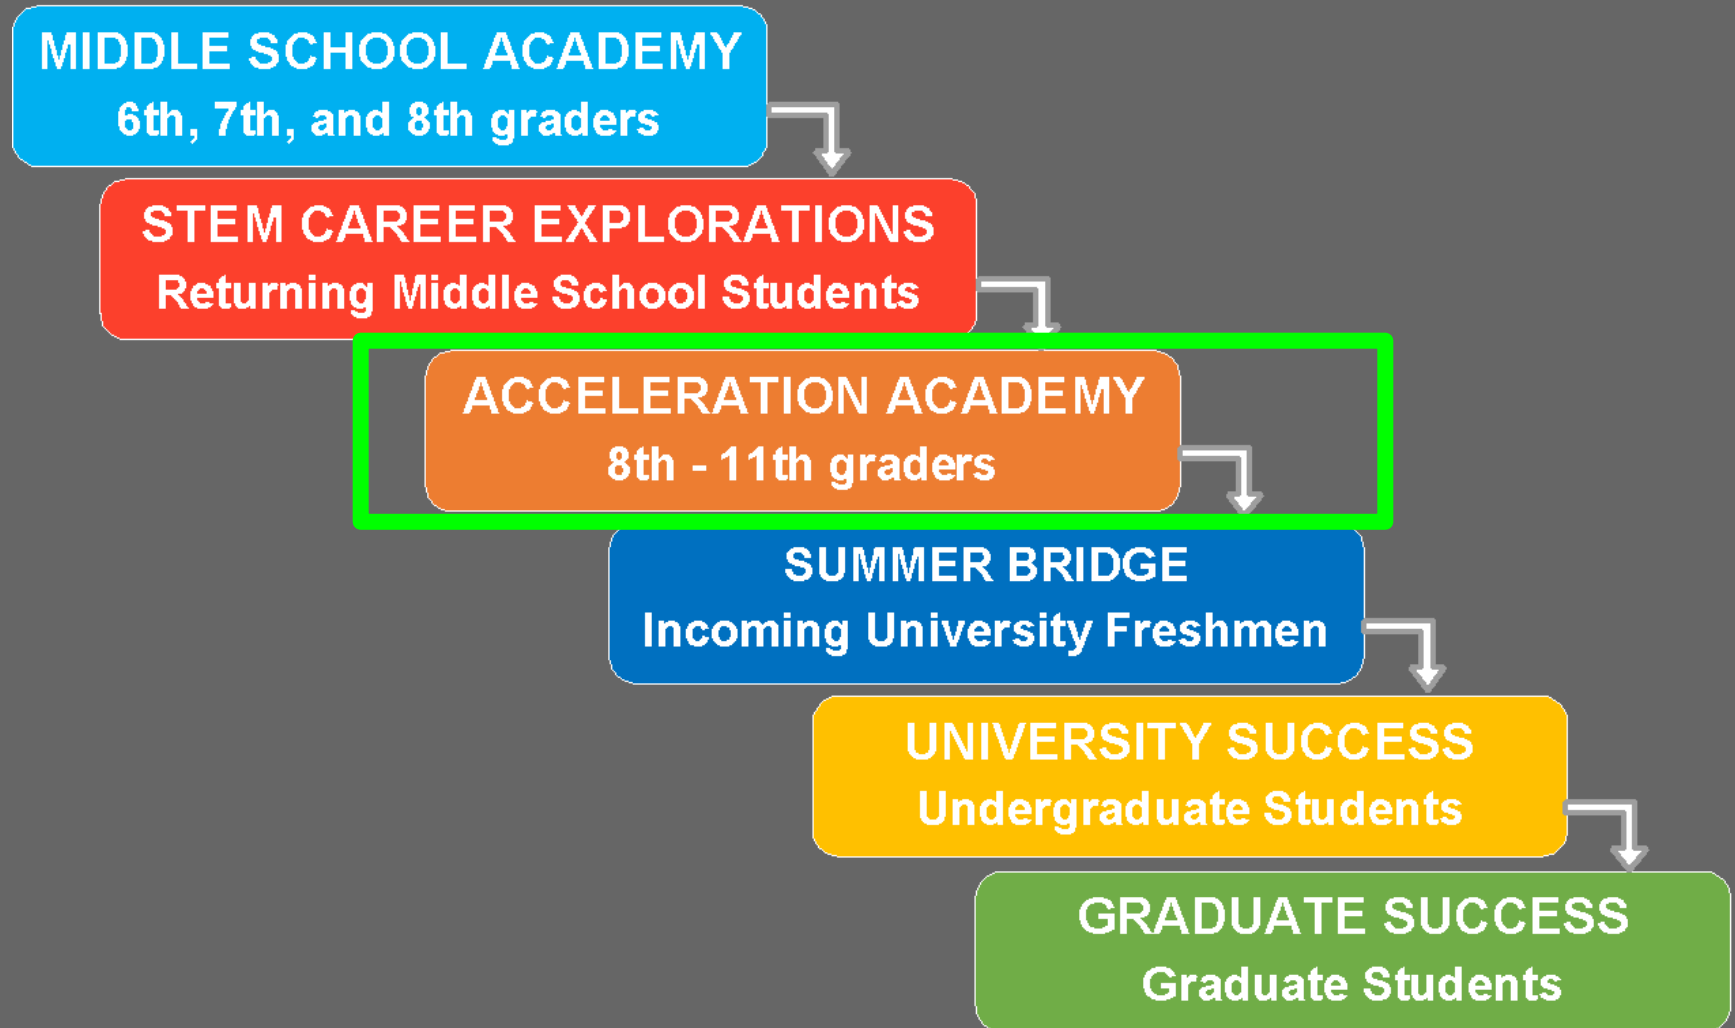 MIDDLE SCHOOL ACADEMY
6th, 7th, and 8th graders
STEM CAREER EXPLORATIONS
Returning Middle School Students
ACCELERATION ACADEMY
8th - 11th graders
SUMMER BRIDGE
Incoming University Freshmen
UNIVERSITY SUCCESS
Undergraduate Students
GRADUATE SUCCESS
Graduate Students